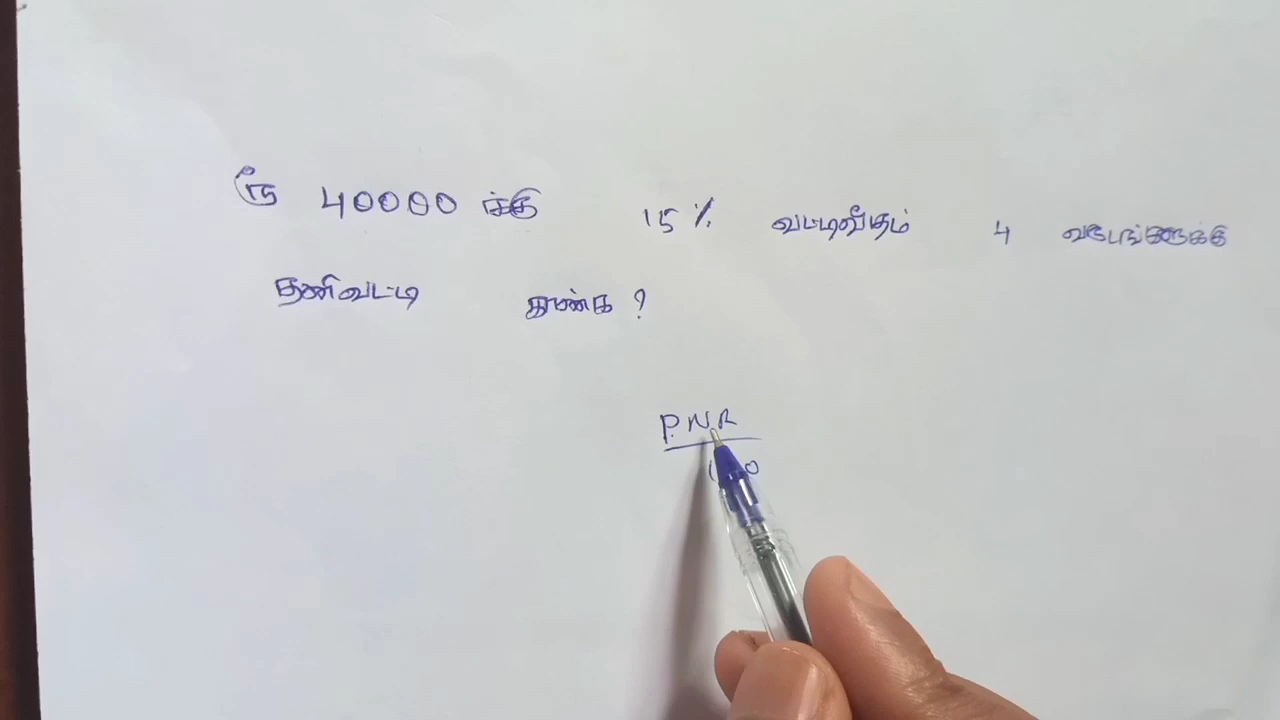 ரூ 40000 க்கு 15% வட்டிவீதம் 4 வருடங்களுக்கு
தனிவட்டி காண்க ?
P.N.R